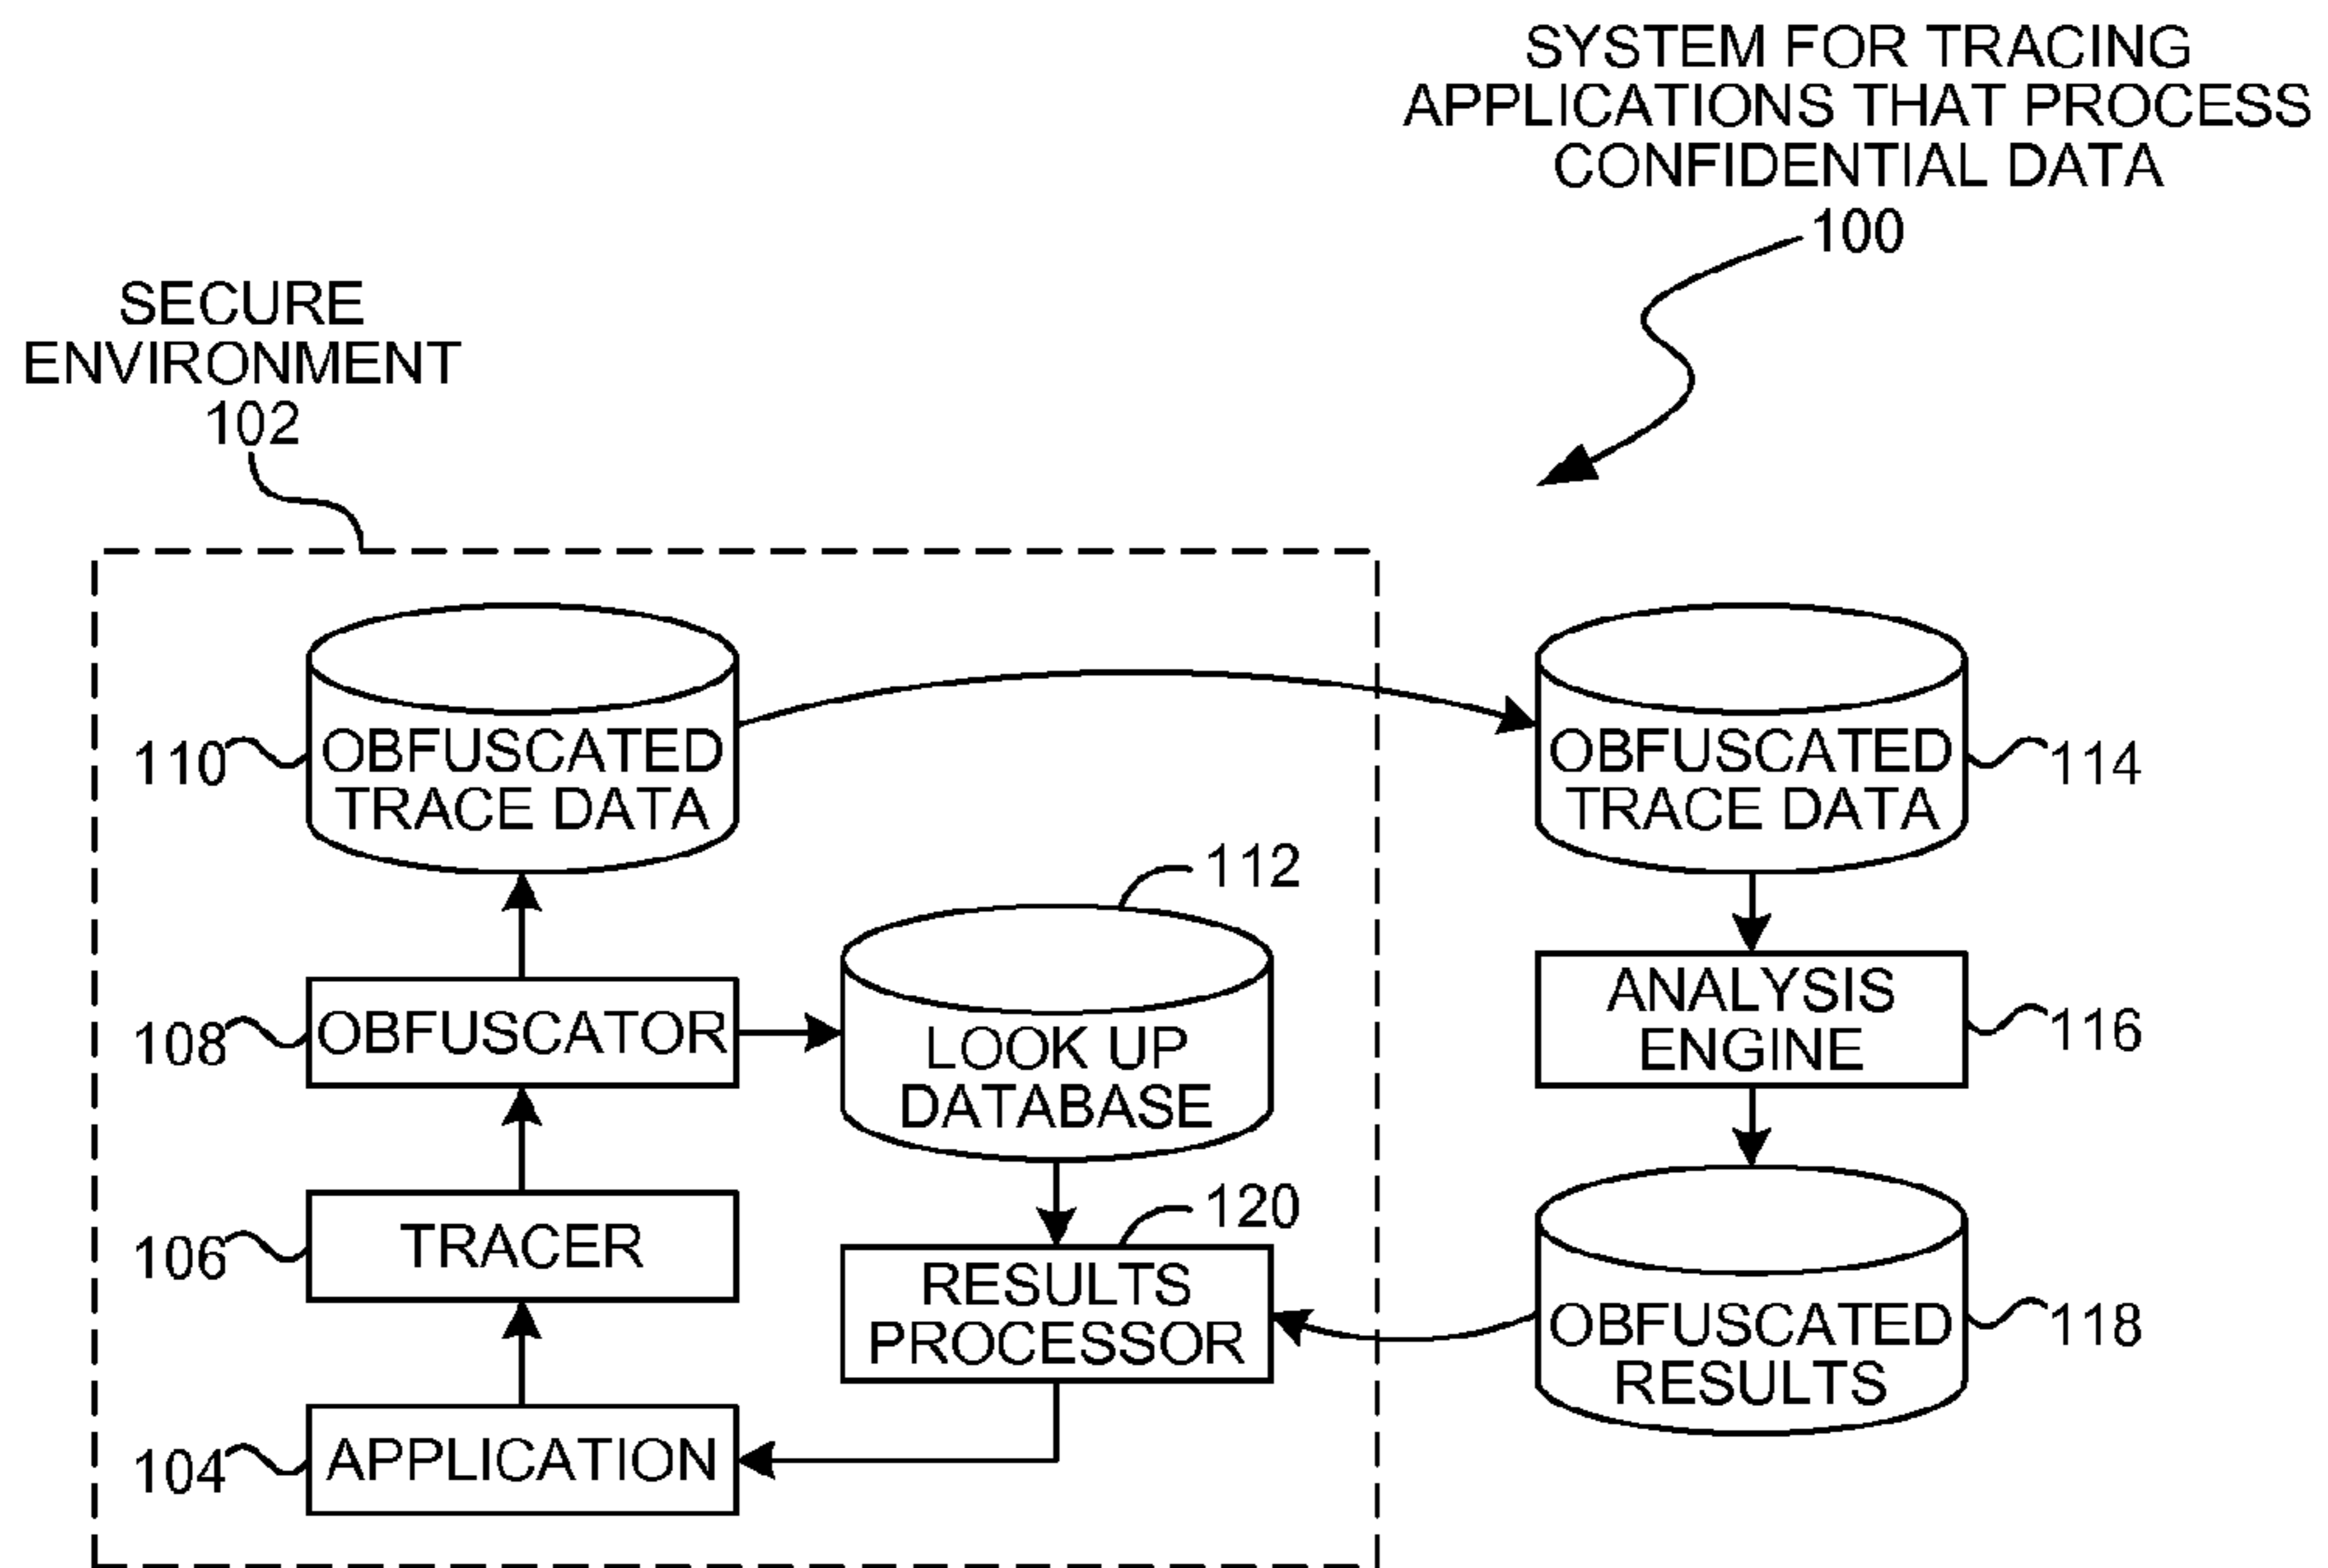 SYSTEM FOR TRACING
APPLICATIONS THAT PROCESS
CONFIDENTIAL DATA
100
SECURE
ENVIRONMENT
102
110
OBFUSCATED
TRACE DATA
OBFUSCATED
TRACE DATA
114
112
108
OBFUSCATOR
LOOK UP
DATABASE
ANALYSIS
ENGINE
116
106
TRACER
120
RESULTS
PROCESSOR
OBFUSCATED
RESULTS
118
104
APPLICATION